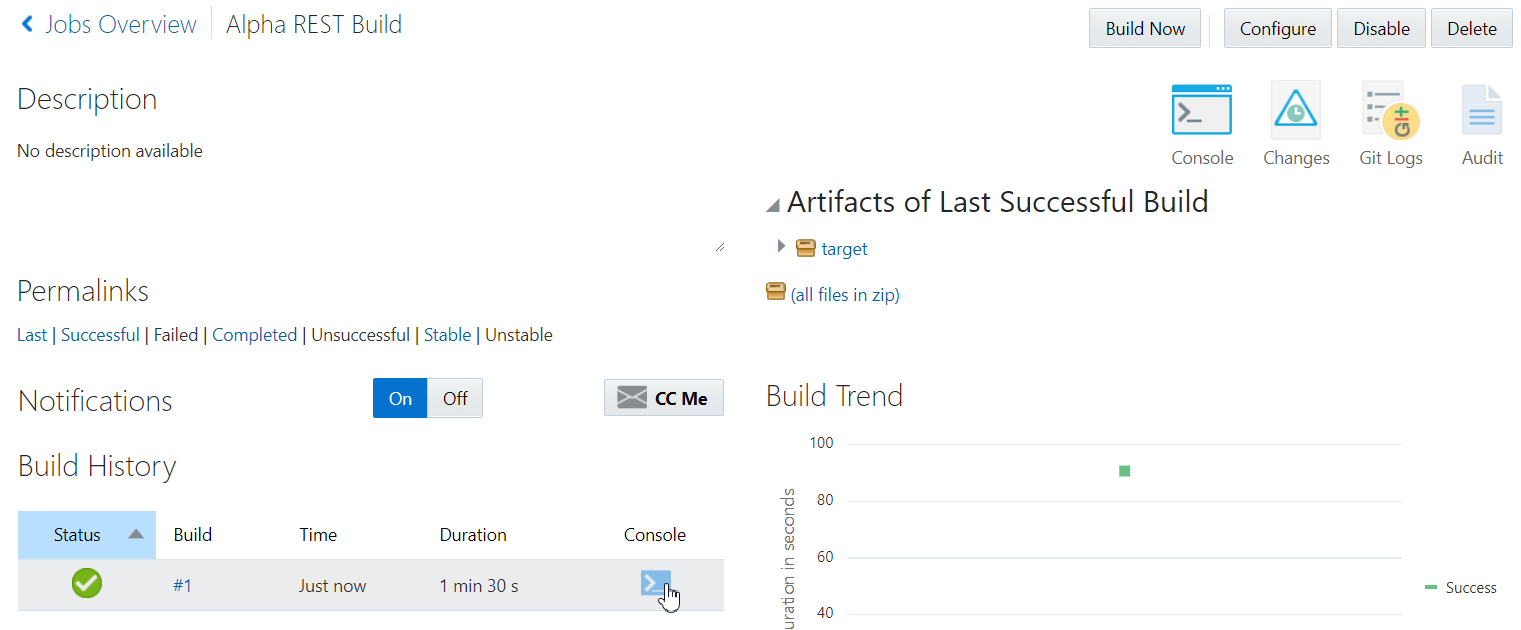 Jobs Overview Alpha REST Build
Build Now Configure Disable Delete
Description
No description available
Console Changes Git Logs Audit
Artifacts of Last Successful Build
target
(all files in zip)
Permalinks
Last | Successful | Failed | Completed | Unsuccessful | Stable | Unstable
Notifications On Off CC Me
Build History
Status Build Time Duration Console
#1 Just now 1 min 30 s
Build Trend
100
80
60
40
uration in seconds
Success